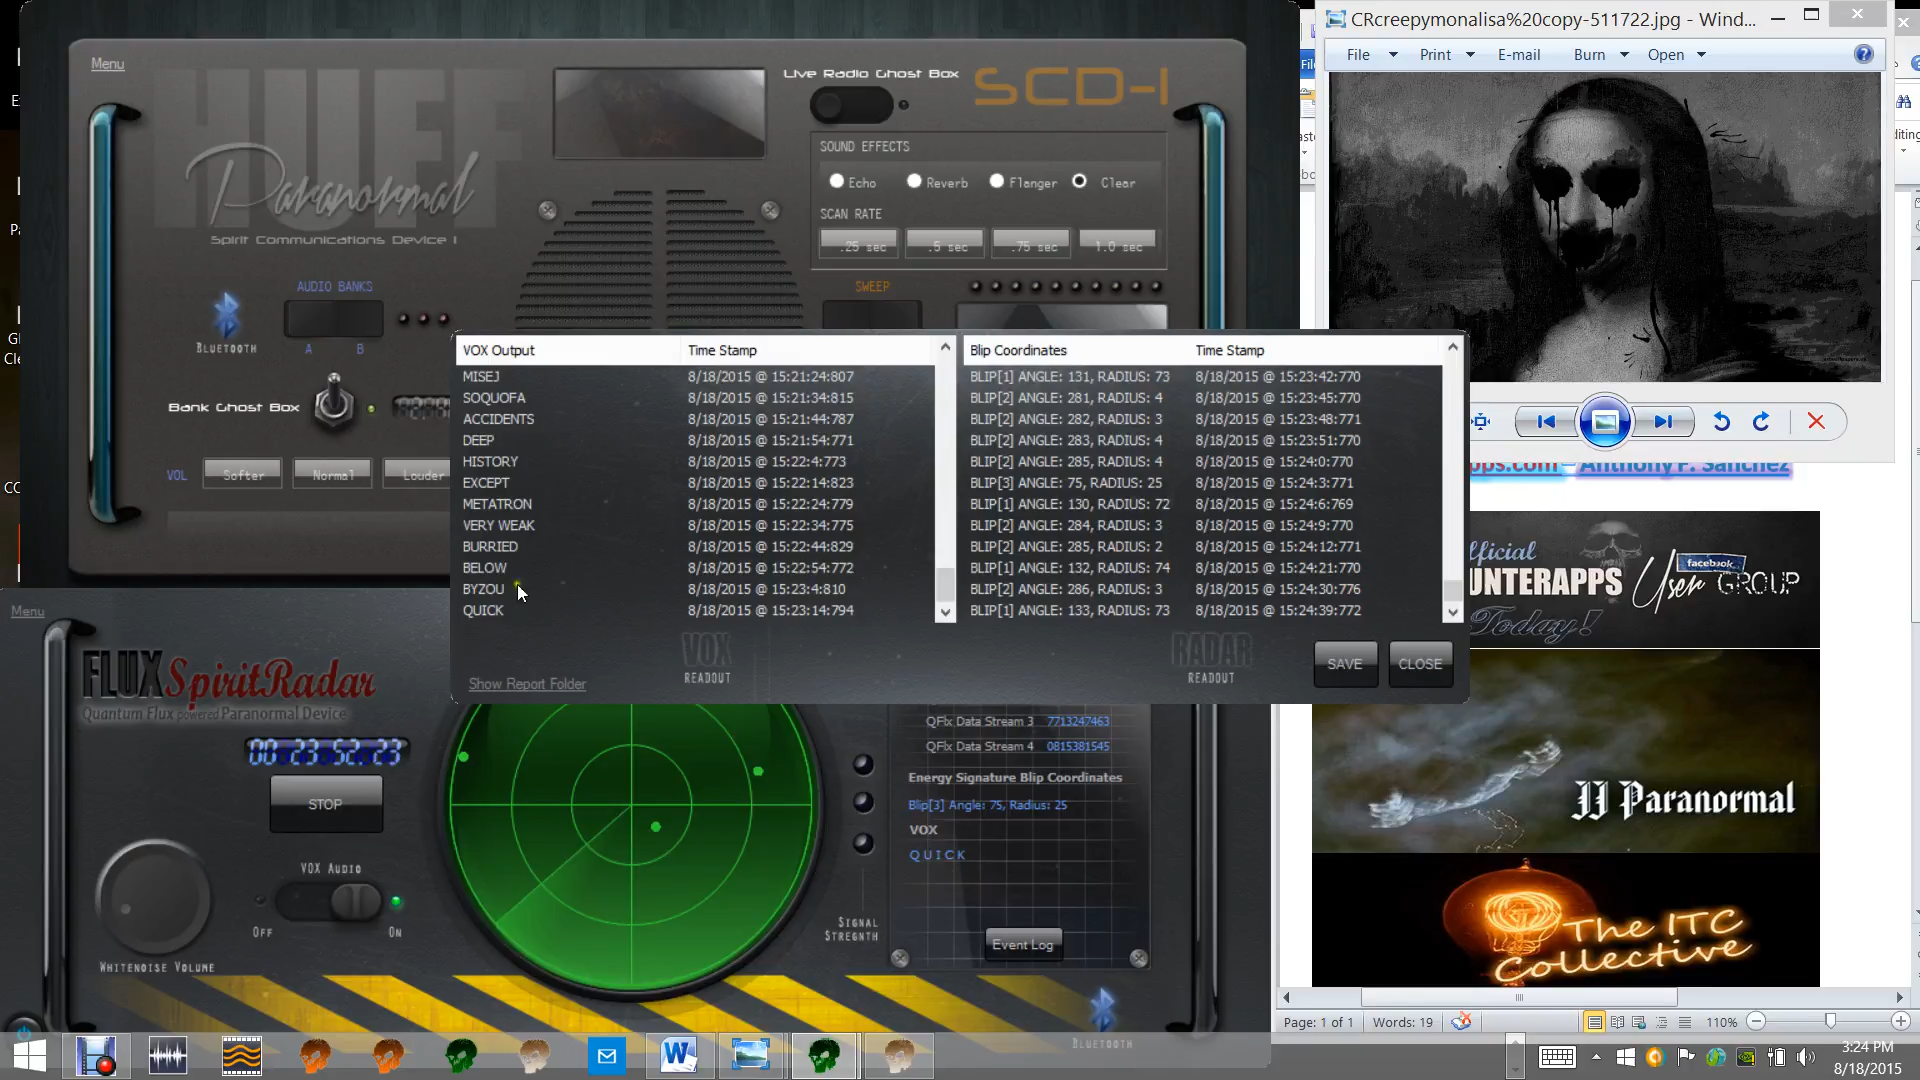 Menu
HUFF
Paranormal
Spirit Communications Device 1
Live Radio Ghost Box
SCD-1
SOUND EFFECTS
Echo Reverb Flanger Clear
SCAN RATE
.25 sec .5 sec .75 sec 1.0 sec
AUDIO BANKS
A B
BLUETOOTH
SWEEP
Bank Ghost Box
VOL Softer Normal Louder
CRcreepymonalisa%20copy-511722.jpg - Wind...
File Print E-mail Burn Open
VOX Output Time Stamp Blip Coordinates Time Stamp
MISEJ 8/18/2015 @ 15:21:24:807 BLIP[1] ANGLE: 131, RADIUS: 73 8/18/2015 @ 15:23:42:770
SOQUOFA 8/18/2015 @ 15:21:34:815 BLIP[2] ANGLE: 281, RADIUS: 4 8/18/2015 @ 15:23:45:770
ACCIDENTS 8/18/2015 @ 15:21:44:787 BLIP[2] ANGLE: 282, RADIUS: 3 8/18/2015 @ 15:23:48:771
DEEP 8/18/2015 @ 15:21:54:771 BLIP[2] ANGLE: 283, RADIUS: 4 8/18/2015 @ 15:23:51:770
HISTORY 8/18/2015 @ 15:22:4:773 BLIP[2] ANGLE: 285, RADIUS: 4 8/18/2015 @ 15:24:0:770
EXCEPT 8/18/2015 @ 15:22:14:823 BLIP[3] ANGLE: 75, RADIUS: 25 8/18/2015 @ 15:24:3:771
METATRON 8/18/2015 @ 15:22:24:779 BLIP[1] ANGLE: 130, RADIUS: 72 8/18/2015 @ 15:24:6:769
VERY WEAK 8/18/2015 @ 15:22:34:775 BLIP[2] ANGLE: 284, RADIUS: 3 8/18/2015 @ 15:24:9:770
BURRIED 8/18/2015 @ 15:22:44:829 BLIP[2] ANGLE: 285, RADIUS: 2 8/18/2015 @ 15:24:12:771
BELOW 8/18/2015 @ 15:22:54:772 BLIP[1] ANGLE: 132, RADIUS: 74 8/18/2015 @ 15:24:21:770
BYZOU 8/18/2015 @ 15:23:4:810 BLIP[2] ANGLE: 286, RADIUS: 3 8/18/2015 @ 15:24:30:776
QUICK 8/18/2015 @ 15:23:14:794 BLIP[1] ANGLE: 133, RADIUS: 73 8/18/2015 @ 15:24:39:772
VOX READOUT
RADAR READOUT
SAVE CLOSE
Show Report Folder
pps.com - Anthony F. Sanchez
fficial
UNTERAPPS facebook User GROUP
Today!
JJ Paranormal
The ITC
Collective
Menu
FLUX SpiritRadar
Quantum Flux powered Paranormal Device
00:23:52.23
STOP
VOX AUDIO
OFF ON
WHITENOISE VOLUME
SIGNAL
STREGNTH
QFlx Data Stream 3 7713247463
QFlx Data Stream 4 0815381545
Energy Signature Blip Coordinates
Blip[3] Angle: 75, Radius: 25
VOX
QUICK
Event Log
BLUETOOTH
Page: 1 of 1 Words: 19 110%
3:24 PM
8/18/2015